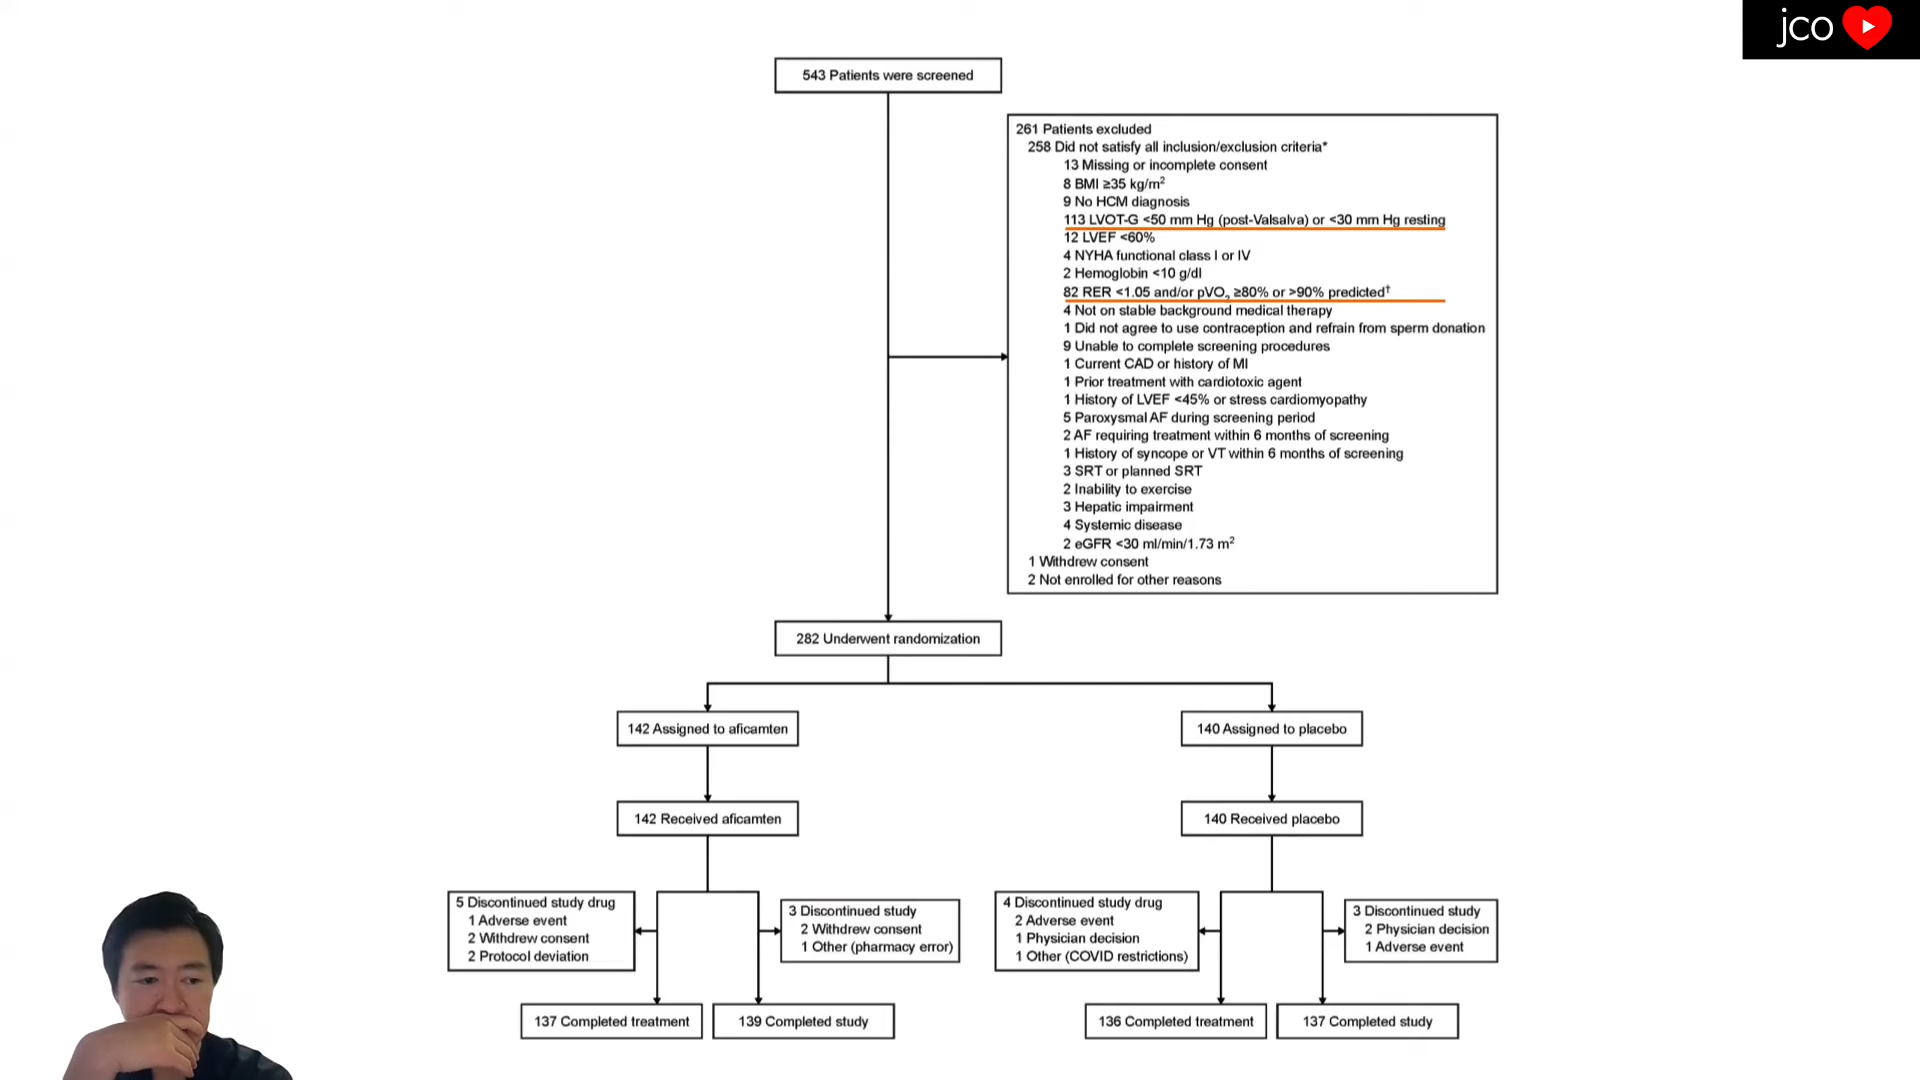 jco
543 Patients were screened
261 Patients excluded
258 Did not satisfy all inclusion/exclusion criteria*
13 Missing or incomplete consent
8 BMI ≥35 kg/m²
9 No HCM diagnosis
113 LVOT-G <50 mm Hg (post-Valsalva) or <30 mm Hg resting
12 LVEF <60%
4 NYHA functional class I or IV
2 Hemoglobin <10 g/dl
82 RER <1.05 and/or pVO₂ ≥80% or >90% predicted†
4 Not on stable background medical therapy
1 Did not agree to use contraception and refrain from sperm donation
9 Unable to complete screening procedures
1 Current CAD or history of MI
1 Prior treatment with cardiotoxic agent
1 History of LVEF <45% or stress cardiomyopathy
5 Paroxysmal AF during screening period
2 AF requiring treatment within 6 months of screening
1 History of syncope or VT within 6 months of screening
3 SRT or planned SRT
2 Inability to exercise
3 Hepatic impairment
4 Systemic disease
2 eGFR <30 ml/min/1.73 m²
1 Withdrew consent
2 Not enrolled for other reasons
282 Underwent randomization
142 Assigned to aficamten
140 Assigned to placebo
142 Received aficamten
140 Received placebo
5 Discontinued study drug
1 Adverse event
2 Withdrew consent
2 Protocol deviation
3 Discontinued study
2 Withdrew consent
1 Other (pharmacy error)
4 Discontinued study drug
2 Adverse event
1 Physician decision
1 Other (COVID restrictions)
3 Discontinued study
2 Physician decision
1 Adverse event
137 Completed treatment
139 Completed study
136 Completed treatment
137 Completed study